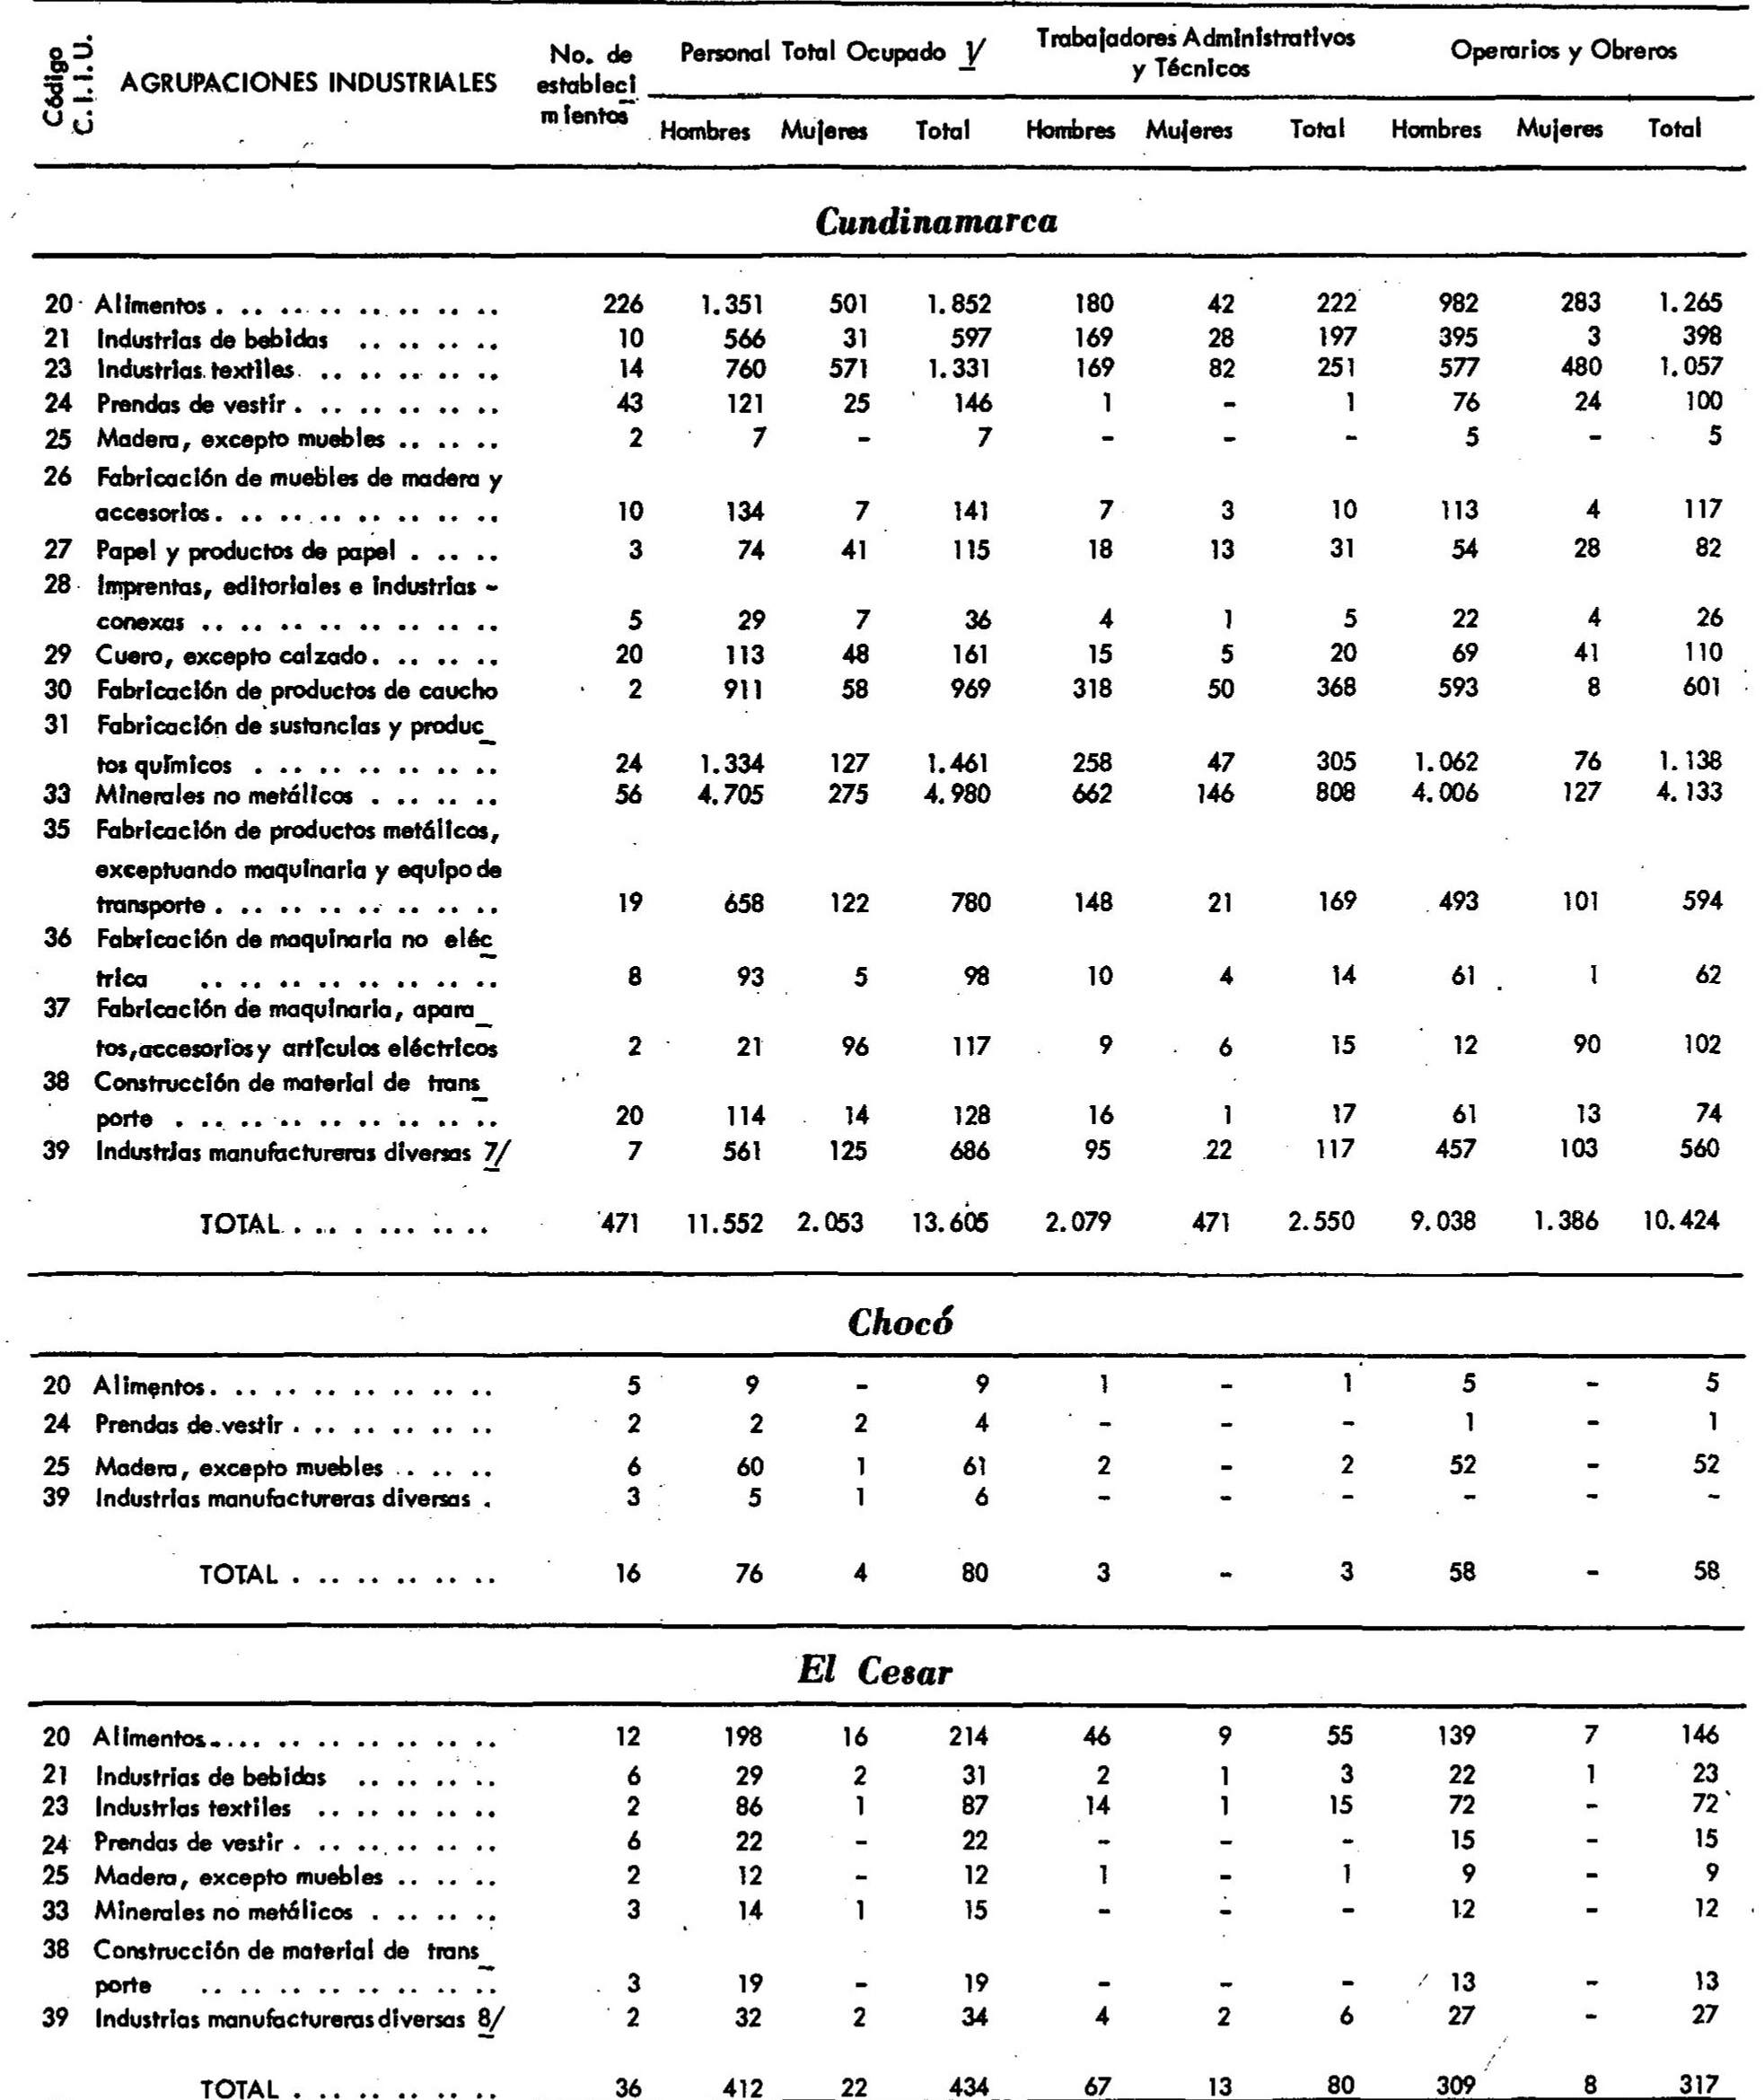 Código C.I.I.U.
AGRUPACIONES INDUSTRIALES
No. de establecimientos
Personal Total Ocupado 1/
Trabajadores Administrativos y Técnicos
Operarios y Obreros
Hombres Mujeres Total Hombres Mujeres Total Hombres Mujeres Total
Cundinamarca
20 Alimentos . . . . . . . . . . 226 1.351 501 1.852 180 42 222 982 283 1.265
21 Industrias de bebidas . . . . . . . . 10 566 31 597 169 28 197 395 3 398
23 Industrias textiles . . . . . . . . 14 760 571 1.331 169 82 251 577 480 1.057
24 Prendas de vestir . . . . . . . . 43 121 25 146 1 - 1 76 24 100
25 Madera, excepto muebles . . . . . . 2 7 - 7 - - - 5 - 5
26 Fabricación de muebles de madera y
accesorios . . . . . . . . 10 134 7 141 7 3 10 113 4 117
27 Papel y productos de papel . . . . . 3 74 41 115 18 13 31 54 28 82
28 Imprentas, editoriales e industrias -
conexas . . . . . . . . 5 29 7 36 4 1 5 22 4 26
29 Cuero, excepto calzado . . . . . 20 113 48 161 15 5 20 69 41 110
30 Fabricación de productos de caucho 2 911 58 969 318 50 368 593 8 601
31 Fabricación de sustancias y produc_
tos químicos . . . . . . . . 24 1.334 127 1.461 258 47 305 1.062 76 1.138
33 Minerales no metálicos . . . . . . . 56 4.705 275 4.980 662 146 808 4.006 127 4.133
35 Fabricación de productos metálicos,
exceptuando maquinaria y equipo de
transporte . . . . . . . . 19 658 122 780 148 21 169 493 101 594
36 Fabricación de maquinaria no eléc_
trica . . . . . . . . 8 93 5 98 10 4 14 61 1 62
37 Fabricación de maquinaria, apara_
tos, accesorios y artículos eléctricos 2 21 96 117 9 6 15 12 90 102
38 Construcción de material de trans_
porte . . . . . . . . 20 114 14 128 16 1 17 61 13 74
39 Industrias manufactureras diversas 7/ 7 561 125 686 95 22 117 457 103 560
TOTAL . . . . . . . . 471 11.552 2.053 13.605 2.079 471 2.550 9.038 1.386 10.424
Chocó
20 Alimentos . . . . . . . . 5 9 - 9 1 - 1 5 - 5
24 Prendas de vestir . . . . . . . . 2 2 2 4 - - - 1 - 1
25 Madera, excepto muebles . . . . . . 6 60 1 61 2 - 2 52 - 52
39 Industrias manufactureras diversas . 3 5 1 6 - - - - - -
TOTAL . . . . . . . . 16 76 4 80 3 - 3 58 - 58
El Cesar
20 Alimentos . . . . . . . . 12 198 16 214 46 9 55 139 7 146
21 Industrias de bebidas . . . . . . . . 6 29 2 31 2 1 3 22 1 23
23 Industrias textiles . . . . . . . . 2 86 1 87 14 1 15 72 - 72
24 Prendas de vestir . . . . . . . . 6 22 - 22 - - - 15 - 15
25 Madera, excepto muebles . . . . . . 2 12 - 12 1 - 1 9 - 9
33 Minerales no metálicos . . . . . . . 3 14 1 15 - - - 12 - 12
38 Construcción de material de trans_
porte . . . . . . . . 3 19 - 19 - - - 13 - 13
39 Industrias manufactureras diversas 8/ 2 32 2 34 4 2 6 27 - 27
TOTAL . . . . . . . . 36 412 22 434 67 13 80 309 8 317